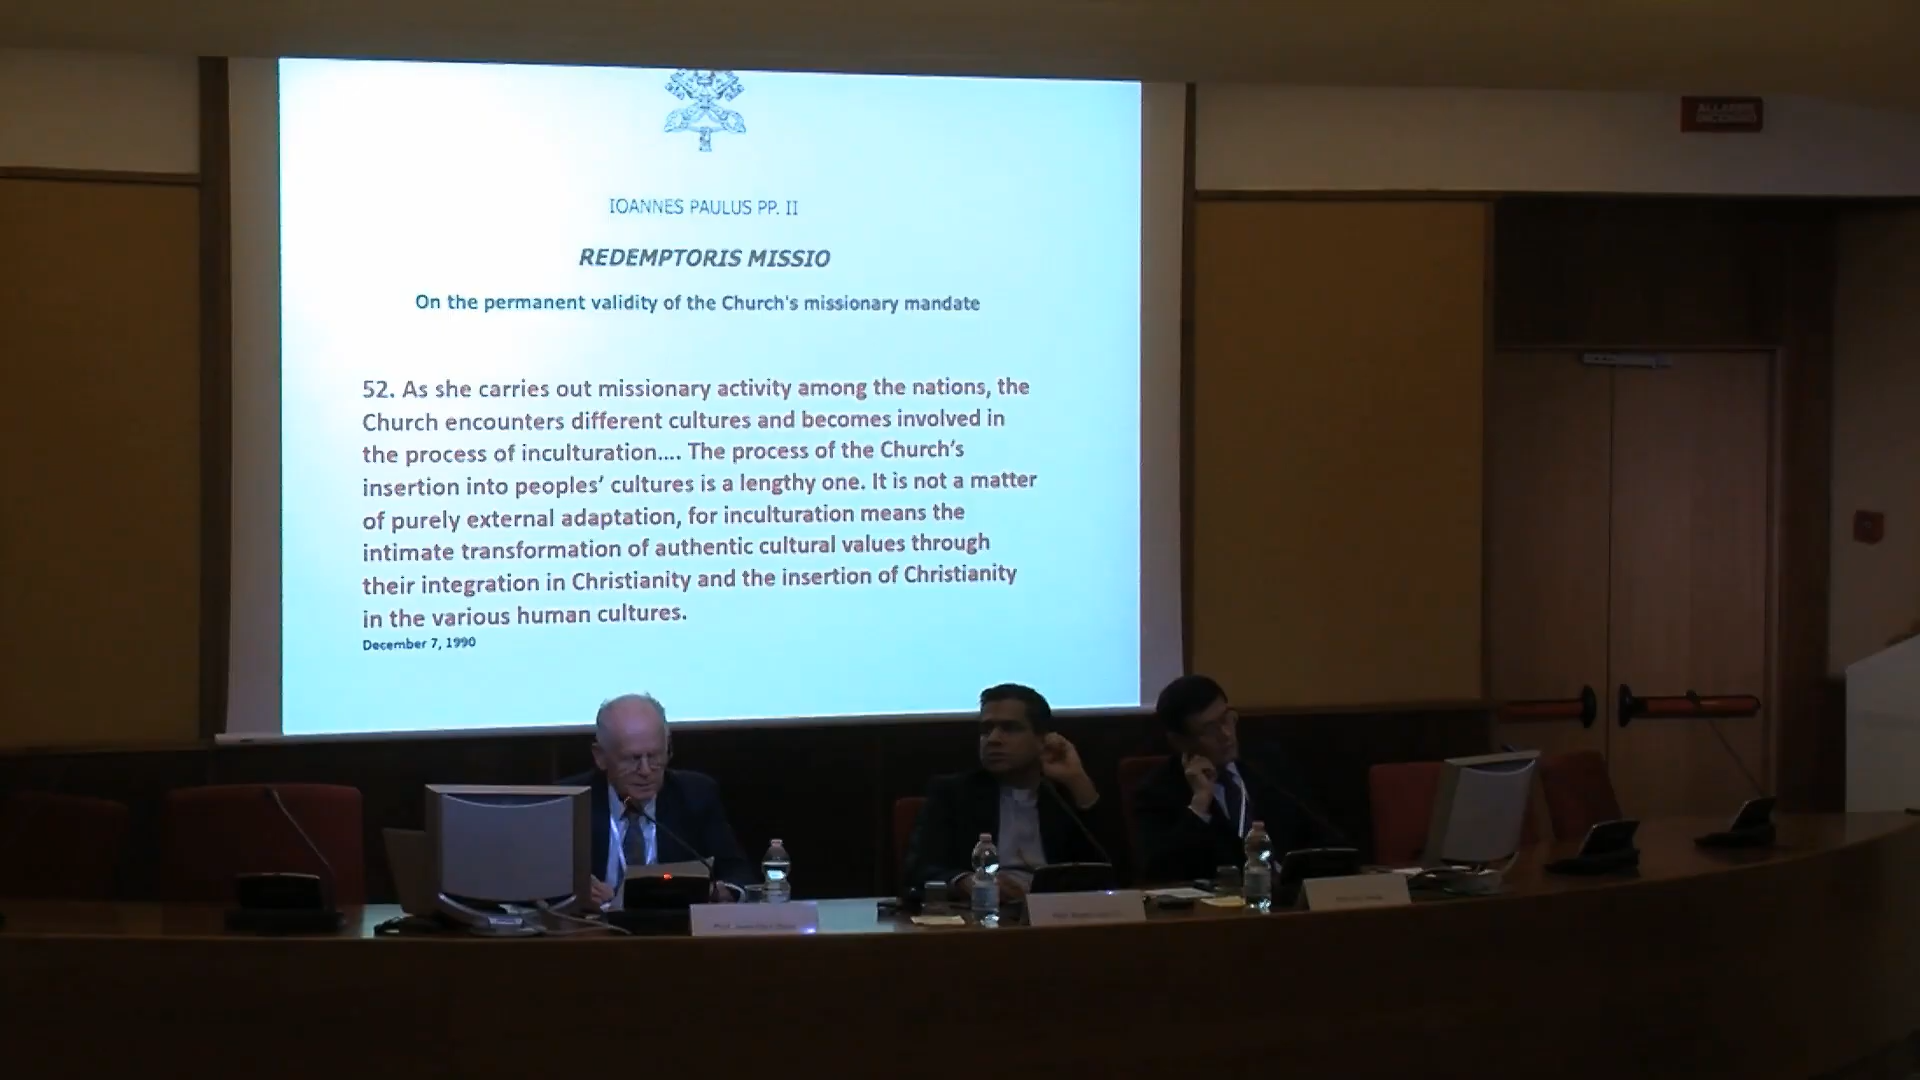 ALLARME
INCENDIO
IOANNES PAULUS PP. II
REDEMPTORIS MISSIO
On the permanent validity of the Church's missionary mandate
52. As she carries out missionary activity among the nations, the
Church encounters different cultures and becomes involved in
the process of inculturation.... The process of the Church’s
insertion into peoples’ cultures is a lengthy one. It is not a matter
of purely external adaptation, for inculturation means the
intimate transformation of authentic cultural values through
their integration in Christianity and the insertion of Christianity
in the various human cultures.
December 7, 1990
Prof.